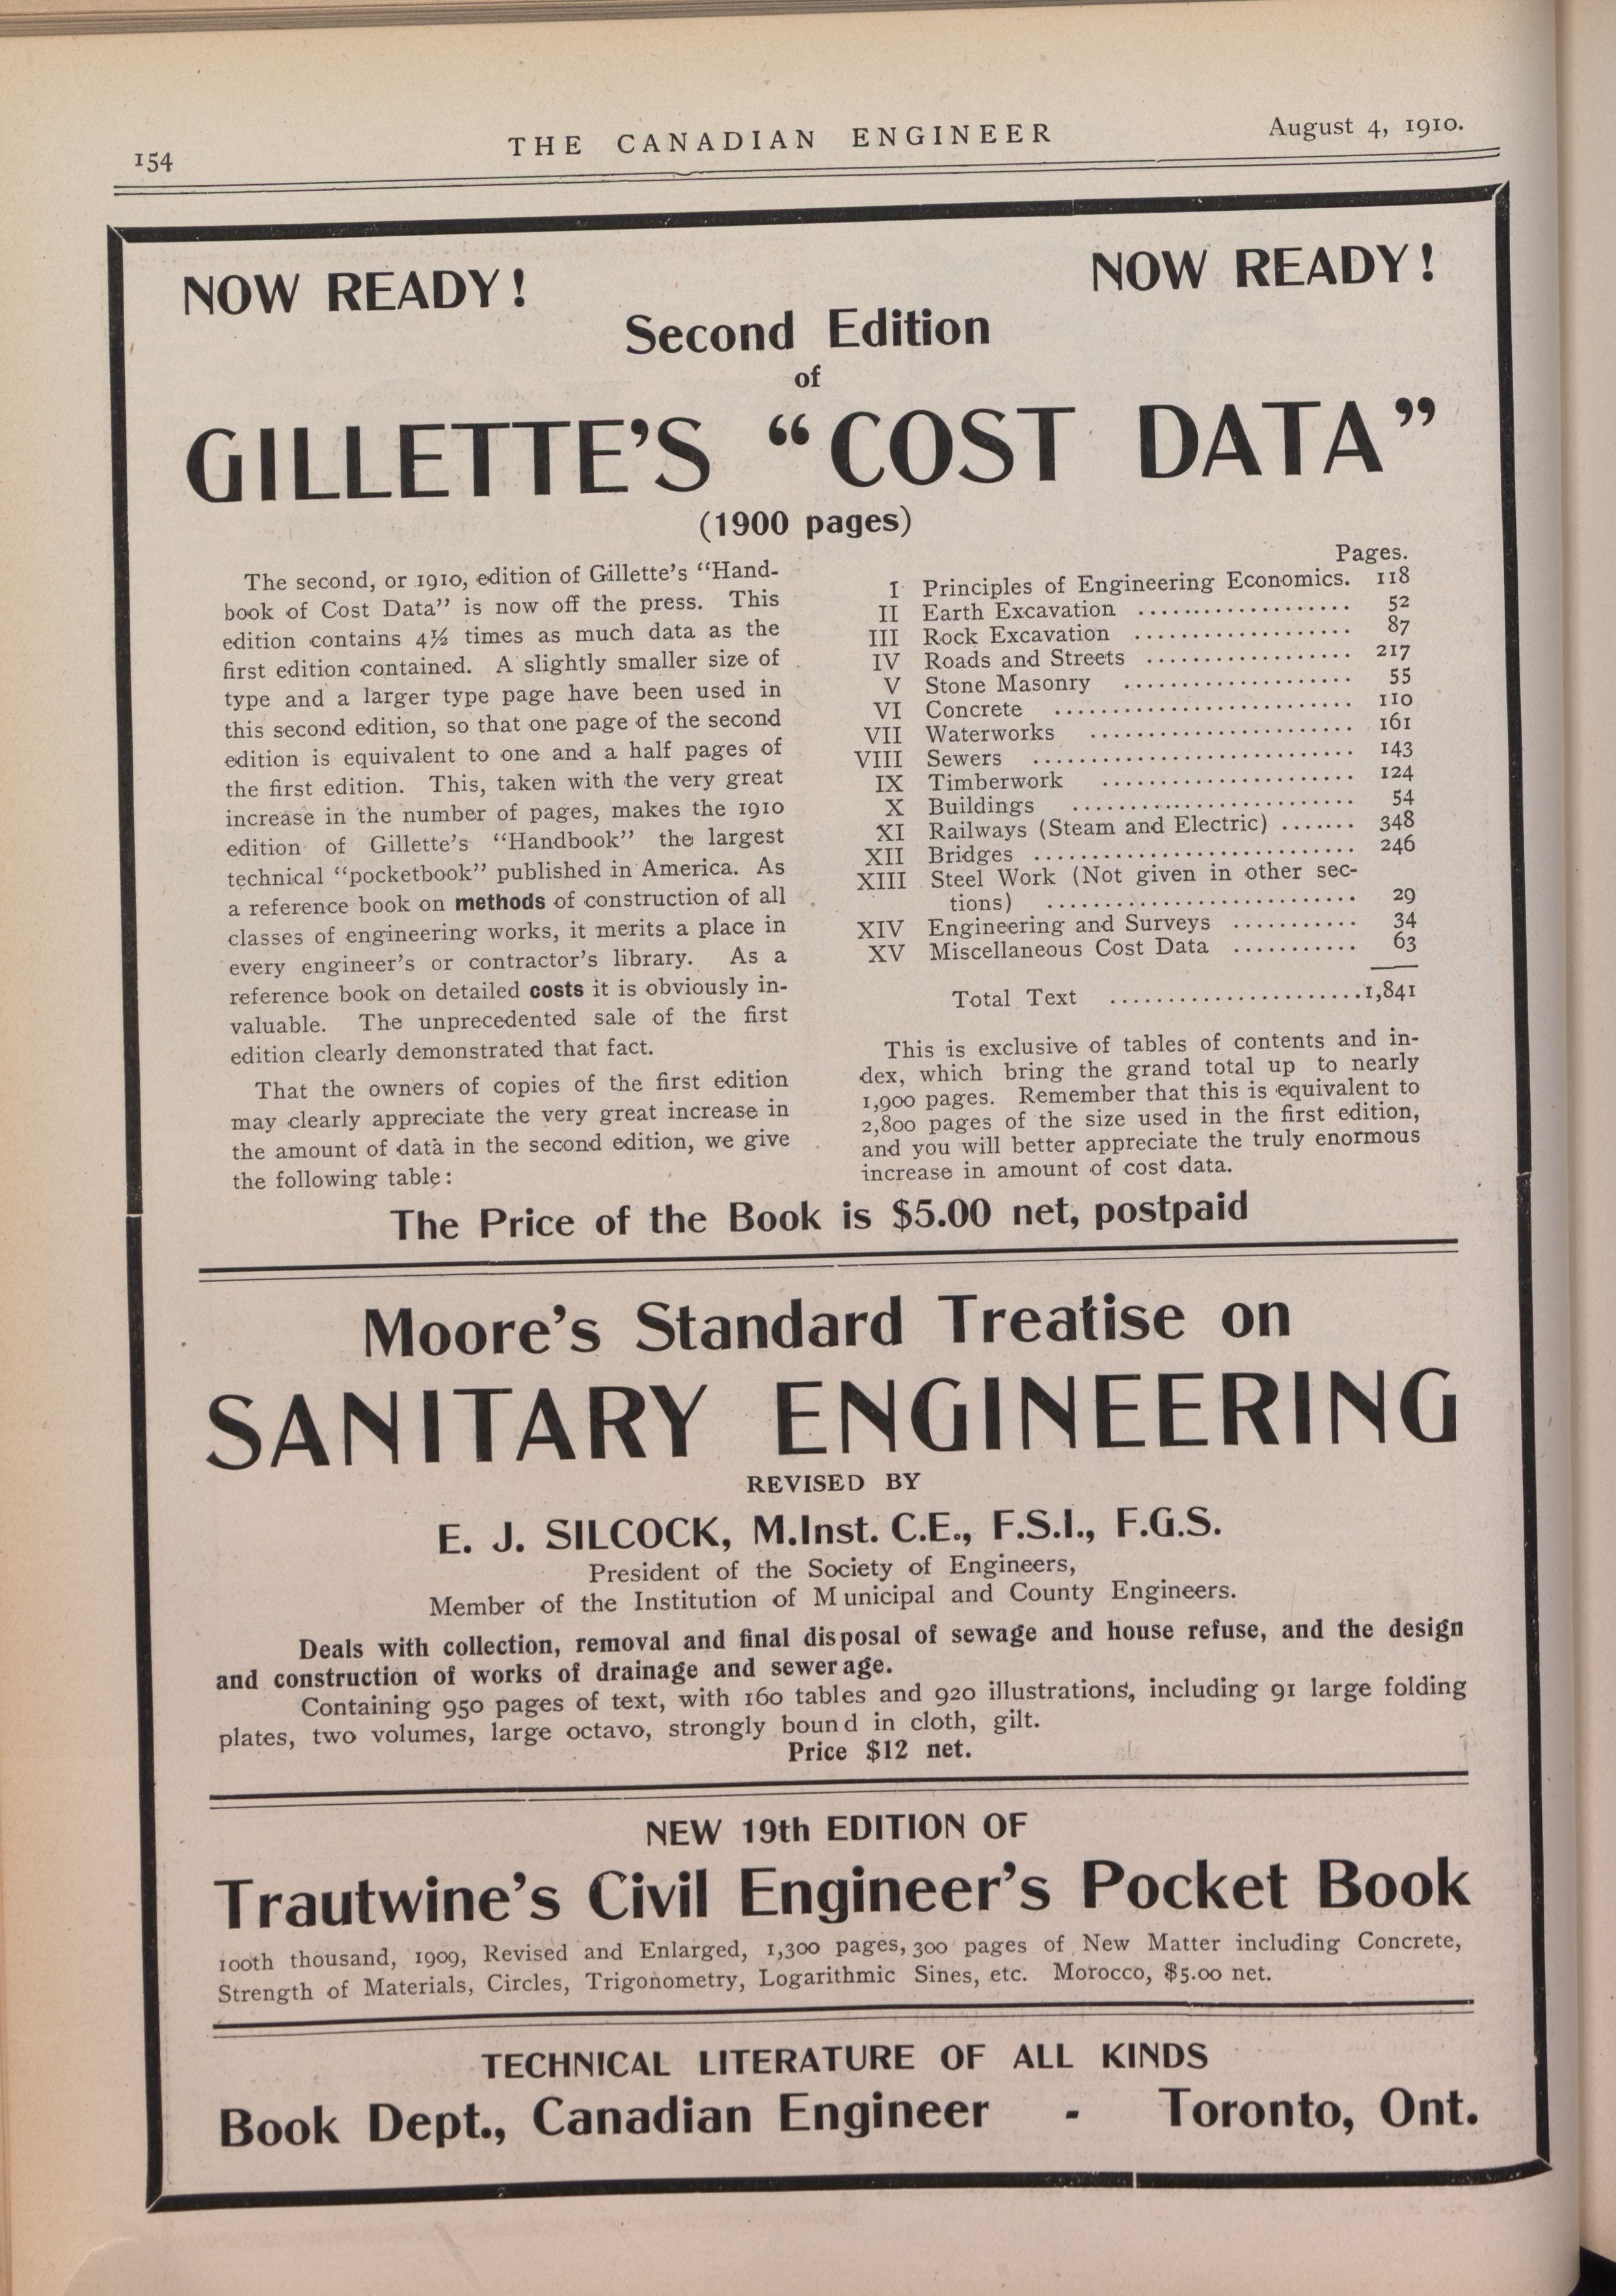 154
THE CANADIAN ENGINEER
August 4, 1910.
NOW READY!
NOW READY!
Second Edition
of
GILLETTE'S “COST DATA”
(1900 pages)
The second, or 1910, edition of Gillette's “Hand-
book of Cost Data” is now off the press. This
edition contains 4½ times as much data as the
first edition contained. A slightly smaller size of
type and a larger type page have been used in
this second edition, so that one page of the second
edition is equivalent to one and a half pages of
the first edition. This, taken with the very great
increase in the number of pages, makes the 1910
edition of Gillette's “Handbook” the largest
technical “pocketbook” published in America. As
a reference book on methods of construction of all
classes of engineering works, it merits a place in
every engineer's or contractor's library. As a
reference book on detailed costs it is obviously in-
valuable. The unprecedented sale of the first
edition clearly demonstrated that fact.
That the owners of copies of the first edition
may clearly appreciate the very great increase in
the amount of data in the second edition, we give
the following table:
Pages.
I Principles of Engineering Economics. 118
II Earth Excavation ................... 52
III Rock Excavation ................... 87
IV Roads and Streets .................. 217
V Stone Masonry .................... 55
VI Concrete .......................... 110
VII Waterworks ....................... 161
VIII Sewers ............................ 143
IX Timberwork ...................... 124
X Buildings ......................... 54
XI Railways (Steam and Electric) ....... 348
XII Bridges ............................ 246
XIII Steel Work (Not given in other sec-
tions) ........................... 29
XIV Engineering and Surveys ........... 34
XV Miscellaneous Cost Data ........... 63
Total Text ......................1,841
This is exclusive of tables of contents and in-
dex, which bring the grand total up to nearly
1,900 pages. Remember that this is equivalent to
2,800 pages of the size used in the first edition,
and you will better appreciate the truly enormous
increase in amount of cost data.
The Price of the Book is $5.00 net, postpaid
Moore's Standard Treatise on
SANITARY ENGINEERING
REVISED BY
E. J. SILCOCK, M.Inst. C.E., F.S.I., F.G.S.
President of the Society of Engineers,
Member of the Institution of Municipal and County Engineers.
Deals with collection, removal and final disposal of sewage and house refuse, and the design
and construction of works of drainage and sewerage.
Containing 950 pages of text, with 160 tables and 920 illustrations, including 91 large folding
plates, two volumes, large octavo, strongly bound in cloth, gilt.
Price $12 net.
NEW 19th EDITION OF
Trautwine's Civil Engineer's Pocket Book
100th thousand, 1909, Revised and Enlarged, 1,300 pages, 300 pages of New Matter including Concrete,
Strength of Materials, Circles, Trigonometry, Logarithmic Sines, etc. Morocco, $5.00 net.
TECHNICAL LITERATURE OF ALL KINDS
Book Dept., Canadian Engineer - Toronto, Ont.